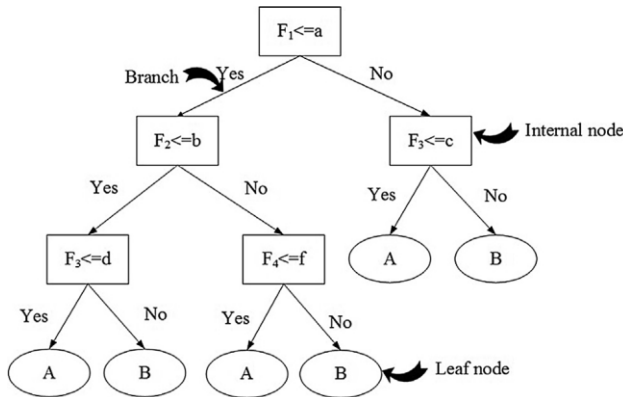 F₁<=a
Branch
Yes
No
F₂<=b
F₃<=c
Internal node
Yes
No
Yes
No
F₃<=d
F₄<=f
A
B
Yes
No
Yes
No
A
B
A
B
Leaf node